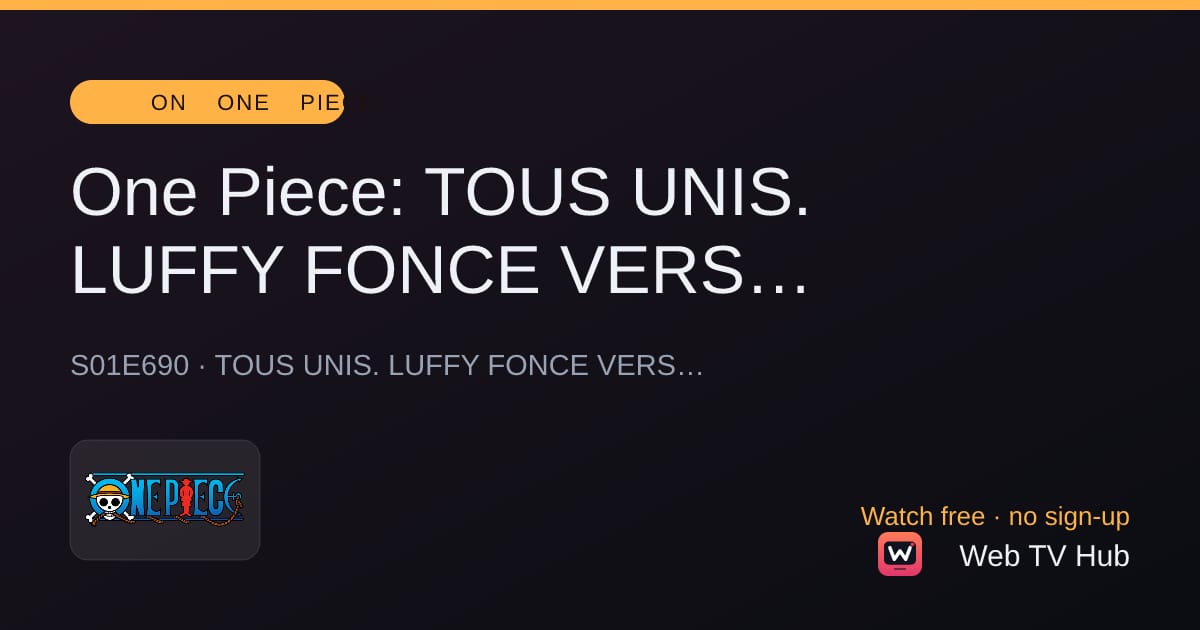 ON ONE PIECE
One Piece: TOUS UNIS.
LUFFY FONCE VERS…
S01E690 · TOUS UNIS. LUFFY FONCE VERS…
ONE PIECE
Watch free · no sign-up
W
Web TV Hub